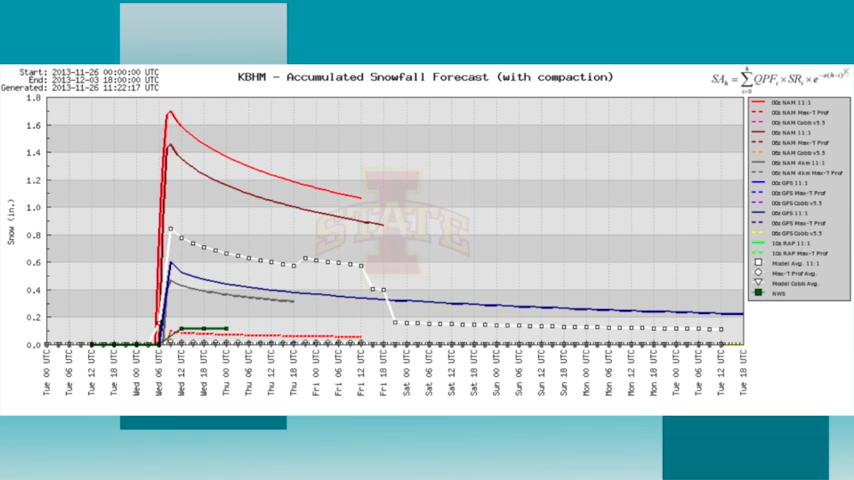 Start: 2013-11-26 00:00:00 UTC
End: 2013-12-03 18:00:00 UTC
Generated: 2013-11-26 11:22:17 UTC
KBHM - Accumulated Snowfall Forecast (with compaction)
1.8
1.6
1.4
1.2
1.0
0.8
0.6
0.4
0.2
0.0
Snow (in.)
STATE
Tue 00 UTC
Tue 06 UTC
Tue 12 UTC
Tue 18 UTC
Wed 00 UTC
Wed 06 UTC
Wed 12 UTC
Wed 18 UTC
Thu 00 UTC
Thu 06 UTC
Thu 12 UTC
Thu 18 UTC
Fri 00 UTC
Fri 06 UTC
Fri 12 UTC
Fri 18 UTC
Sat 00 UTC
Sat 06 UTC
Sat 12 UTC
Sat 18 UTC
Sun 00 UTC
Sun 06 UTC
Sun 12 UTC
Sun 18 UTC
Mon 00 UTC
Mon 06 UTC
Mon 12 UTC
Mon 18 UTC
Tue 00 UTC
Tue 06 UTC
Tue 12 UTC
Tue 18 UTC
00z NAM 11:1
00z NAM Max-T Prof
00z NAM Cobb v5.5
06z NAM 11:1
06z NAM Max-T Prof
06z NAM Cobb v5.5
06z NAM 4km 11:1
06z NAM 4km Max-T Prof
00z GFS 11:1
00z GFS Max-T Prof
00z GFS Cobb v5.5
06z GFS 11:1
06z GFS Max-T Prof
06z GFS Cobb v5.5
10z RAP 11:1
10z RAP Max-T Prof
Model Avg. 11:1
Max-T Prof Avg.
Model Cobb Avg.
NWS